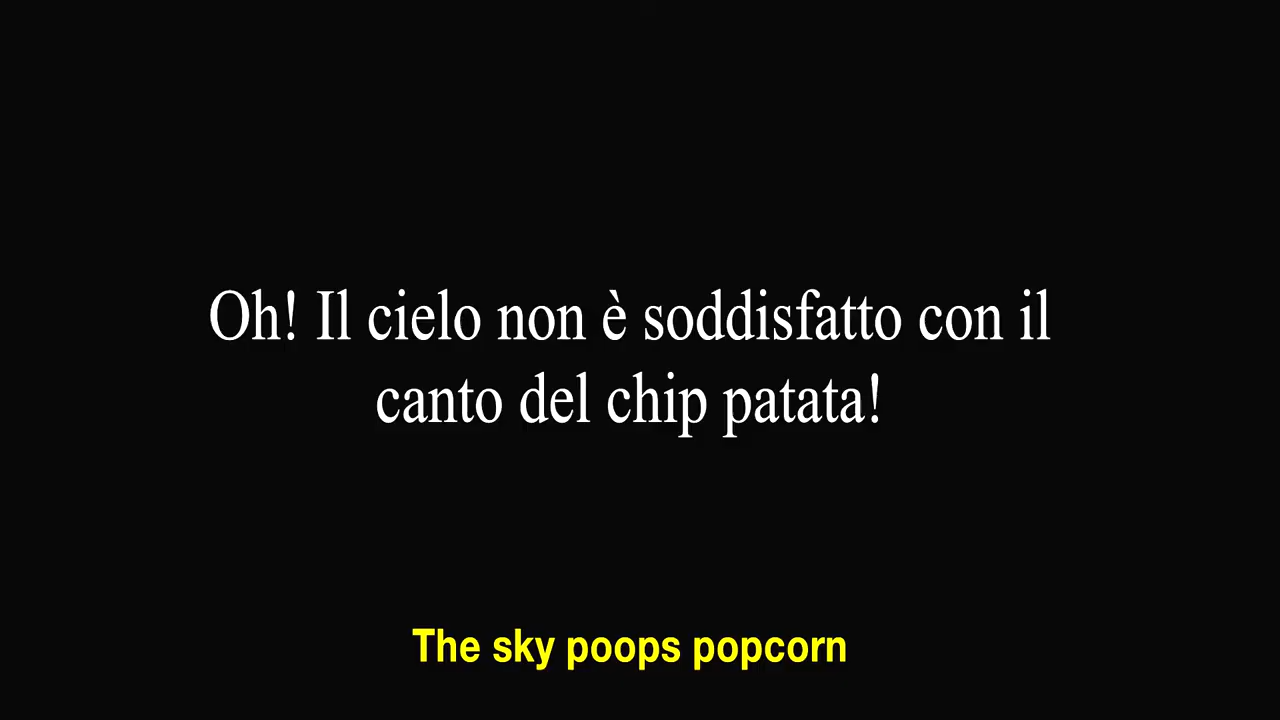 Oh! Il cielo non è soddisfatto con il
canto del chip patata!
The sky poops popcorn